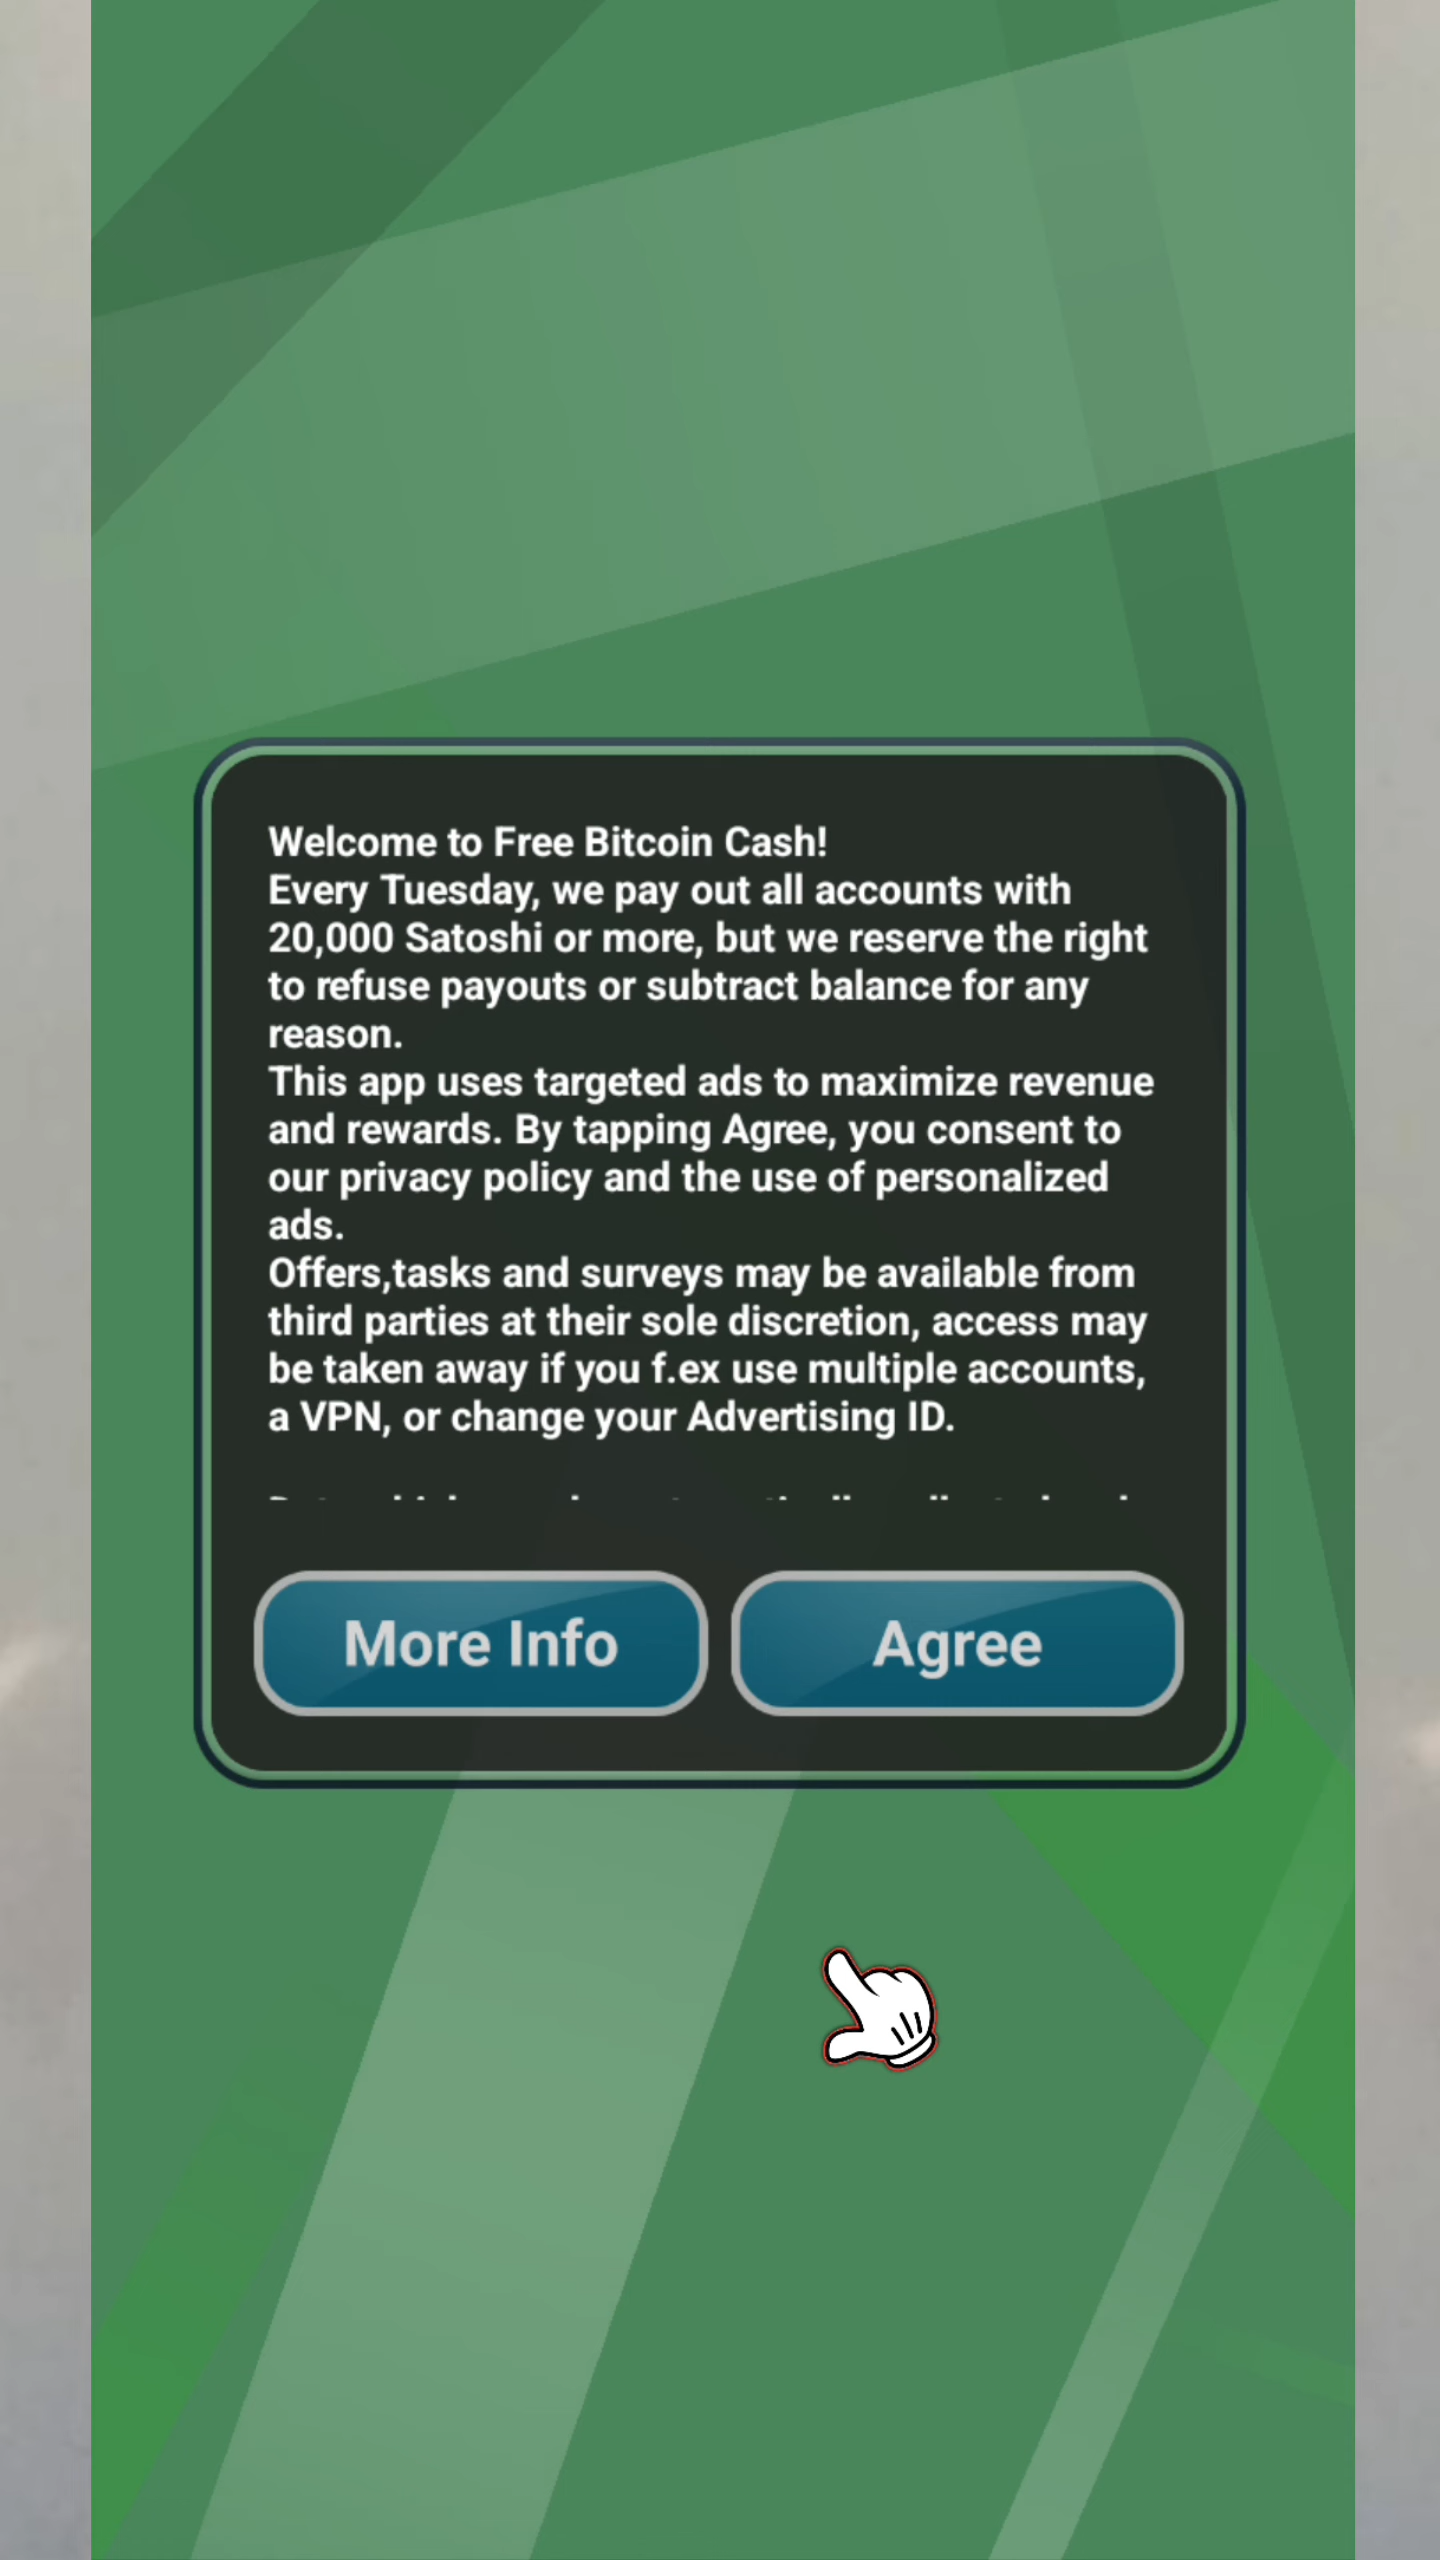 Welcome to Free Bitcoin Cash!
Every Tuesday, we pay out all accounts with
20,000 Satoshi or more, but we reserve the right
to refuse payouts or subtract balance for any
reason.
This app uses targeted ads to maximize revenue
and rewards. By tapping Agree, you consent to
our privacy policy and the use of personalized
ads.
Offers,tasks and surveys may be available from
third parties at their sole discretion, access may
be taken away if you f.ex use multiple accounts,
a VPN, or change your Advertising ID.
More Info
Agree